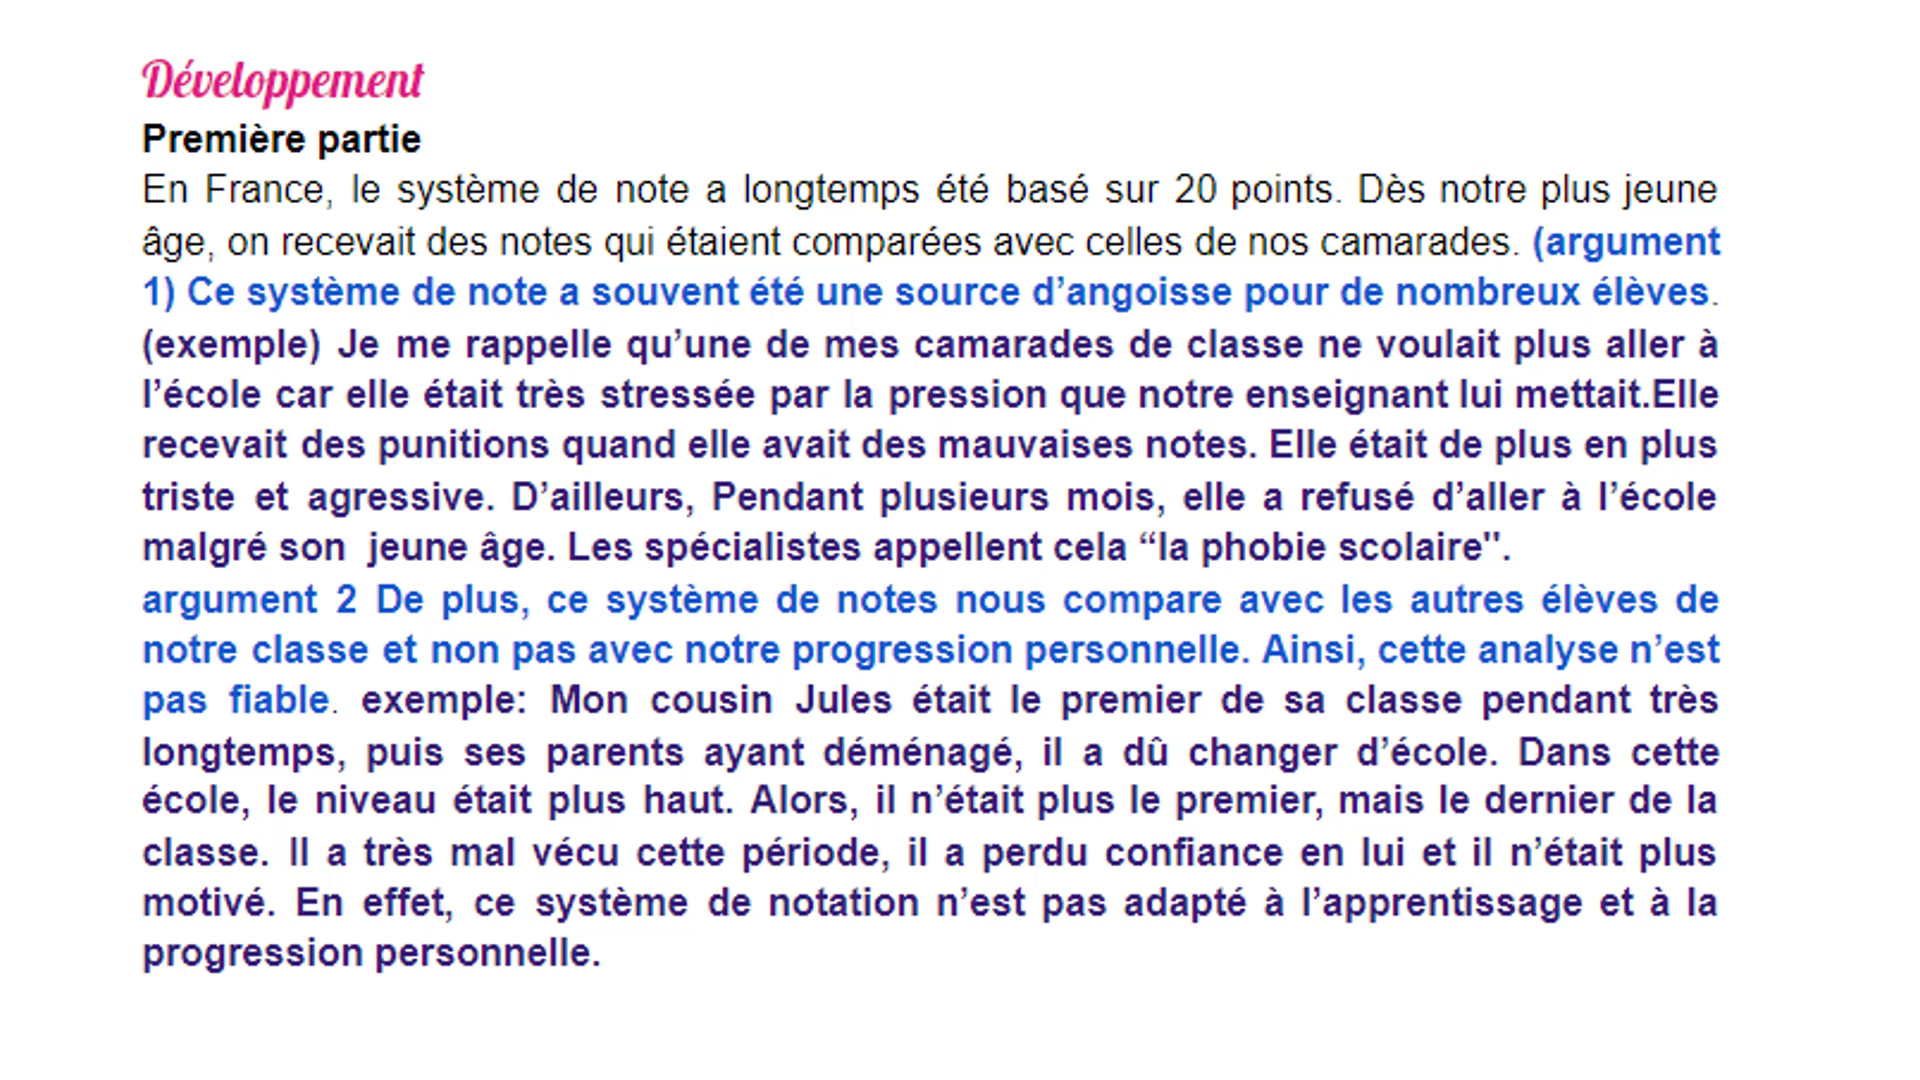 Développement
Première partie
En France, le système de note a longtemps été basé sur 20 points. Dès notre plus jeune
âge, on recevait des notes qui étaient comparées avec celles de nos camarades. (argument
1) Ce système de note a souvent été une source d’angoisse pour de nombreux élèves.
(exemple) Je me rappelle qu’une de mes camarades de classe ne voulait plus aller à
l’école car elle était très stressée par la pression que notre enseignant lui mettait.Elle
recevait des punitions quand elle avait des mauvaises notes. Elle était de plus en plus
triste et agressive. D’ailleurs, Pendant plusieurs mois, elle a refusé d’aller à l’école
malgré son  jeune âge. Les spécialistes appellent cela “la phobie scolaire".
argument 2 De plus, ce système de notes nous compare avec les autres élèves de
notre classe et non pas avec notre progression personnelle. Ainsi, cette analyse n’est
pas fiable. exemple: Mon cousin Jules était le premier de sa classe pendant très
longtemps, puis ses parents ayant déménagé, il a dû changer d’école. Dans cette
école, le niveau était plus haut. Alors, il n’était plus le premier, mais le dernier de la
classe. Il a très mal vécu cette période, il a perdu confiance en lui et il n’était plus
motivé. En effet, ce système de notation n’est pas adapté à l’apprentissage et à la
progression personnelle.